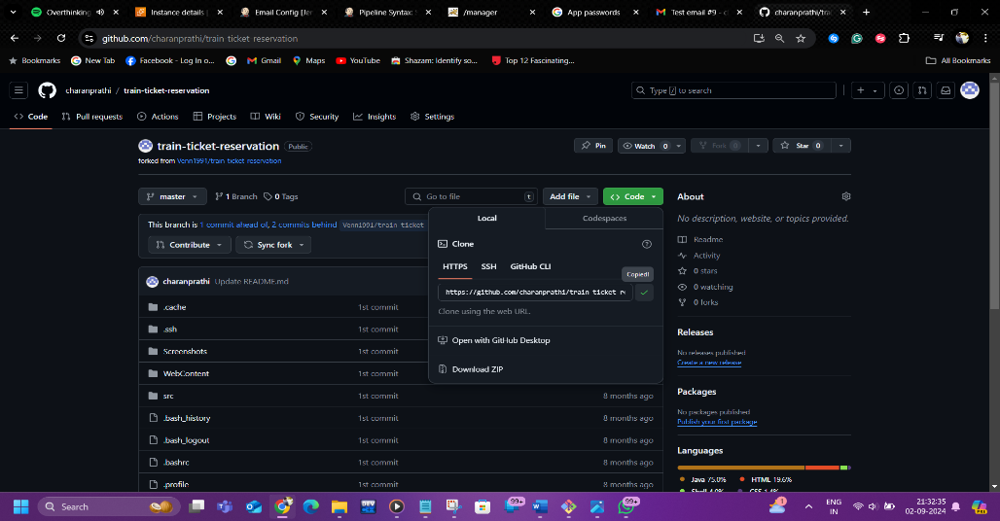 Overthinking
Instance details |
Email Config [Jen
Pipeline Syntax:
/manager
App passwords
Test email #9 - c
charanprathi/trai
github.com/charanprathi/train-ticket-reservation
Bookmarks
New Tab
Facebook - Log In o...
Gmail
Maps
YouTube
Shazam: Identify so...
Top 12 Fascinating...
All Bookmarks
charanprathi / train-ticket-reservation
Type / to search
Code
Pull requests
Actions
Projects
Wiki
Security
Insights
Settings
train-ticket-reservation Public
forked from Venn1991/train-ticket-reservation
Pin
Watch 0
Fork 0
Star 0
master
1 Branch
0 Tags
Go to file t
Add file
Code
This branch is 1 commit ahead of, 2 commits behind Venn1991/train-ticket
Contribute
Sync fork
charanprathi Update README.md
.cache 1st commit
.ssh 1st commit
Screenshots 1st commit
WebContent 1st commit
src 1st commit 8 months ago
.bash_history 1st commit 8 months ago
.bash_logout 1st commit 8 months ago
.bashrc 1st commit 8 months ago
.profile 1st commit 8 months ago
Local
Codespaces
Clone
HTTPS
SSH
GitHub CLI
Copied!
https://github.com/charanprathi/train-ticket-re
Clone using the web URL.
Open with GitHub Desktop
Download ZIP
About
No description, website, or topics provided.
Readme
Activity
0 stars
0 watching
0 forks
Releases
No releases published
Create a new release
Packages
No packages published
Publish your first package
Languages
Java 75.0%
HTML 19.6%
Shell 4.0%
CSS 1.4%
Search
99+
99+
1
ENG
IN
21:32:35
02-09-2024